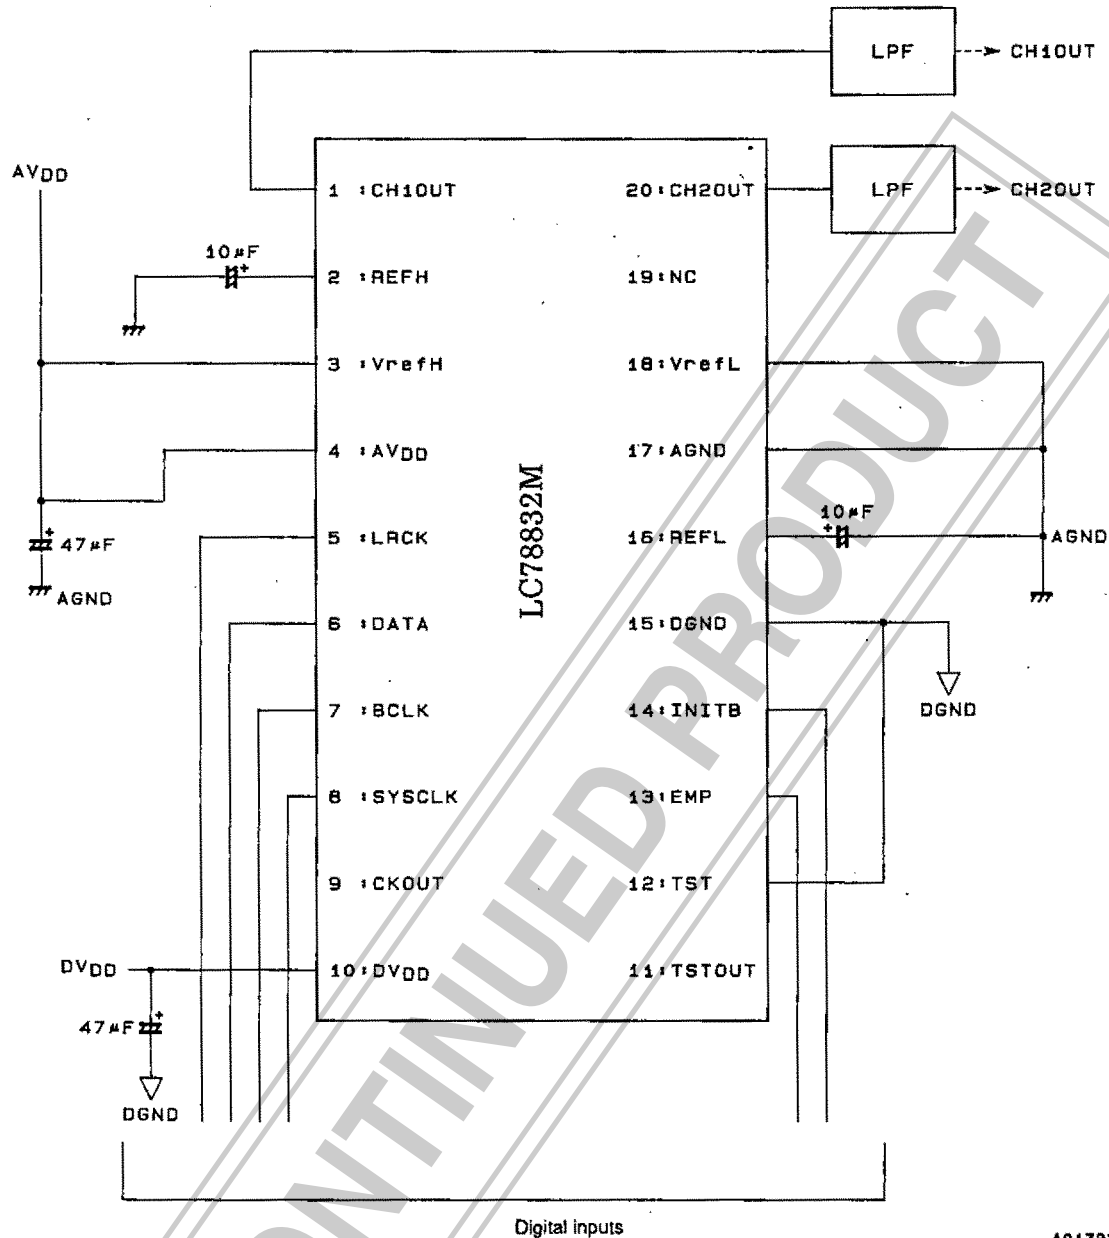 LPF CH1OUT
AVDD
1 :CH1OUT 20:CH2OUT LPF CH2OUT
10µF
2 :REFH 19:NC
3 :VrefH 18:VrefL
4 :AVDD 17:AGND
LC78832M
10µF
47µF 5 :LRCK 16:REFL AGND
AGND
6 :DATA 15:DGND
7 :BCLK 14:INITB DGND
8 :SYSCLK 13:EMP
9 :CKOUT 12:TST
DVDD 10:DVDD 11:TSTOUT
47µF
DGND
Digital inputs
CONTINUED PRODUCT